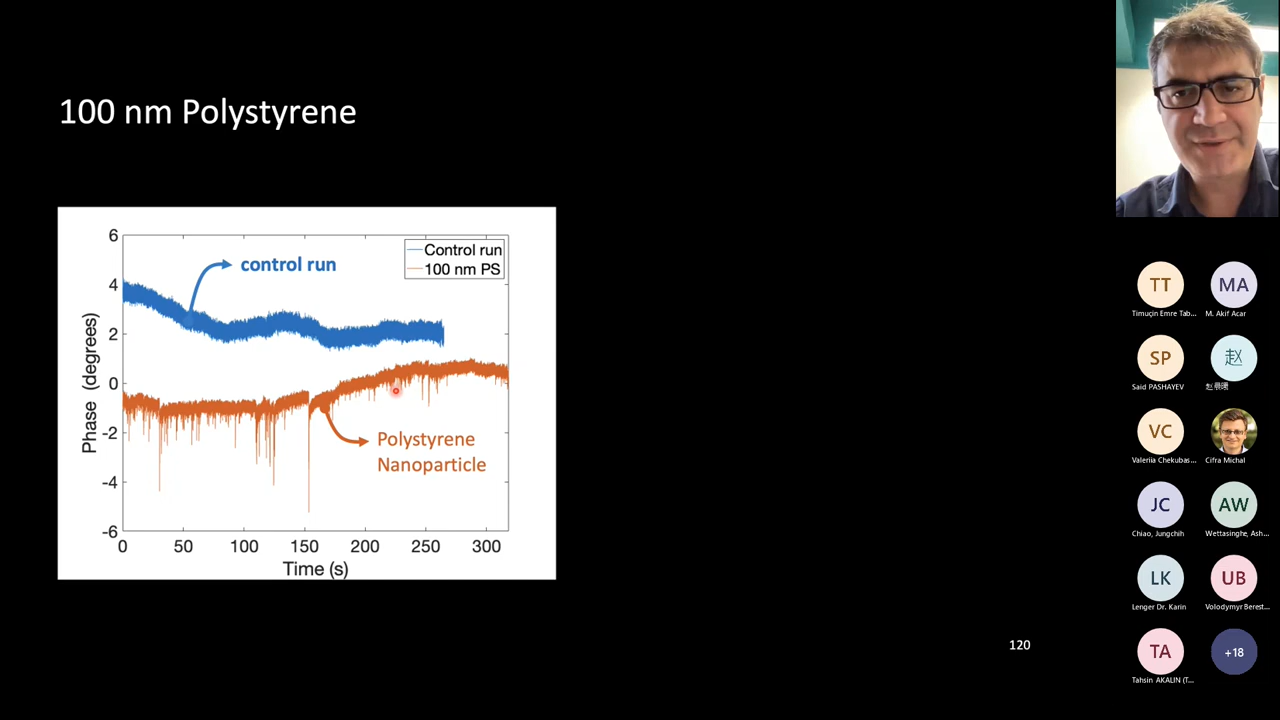 100 nm Polystyrene
6
4
2
0
-2
-4
-6
Phase (degrees)
0 50 100 150 200 250 300
Time (s)
Control run
100 nm PS
control run
Polystyrene
Nanoparticle
120
TT MA
Timuçin Emre Tab... M. Akif Acar
SP 赵
Said PASHAYEV
VC
Valeriia Chekubas... Cifra Michal
JC AW
Chiao, Jungchih Wettasinghe, Ash...
LK UB
Lenger Dr. Karin Volodymyr Berest...
TA +18
Tahsin AKALIN (T...